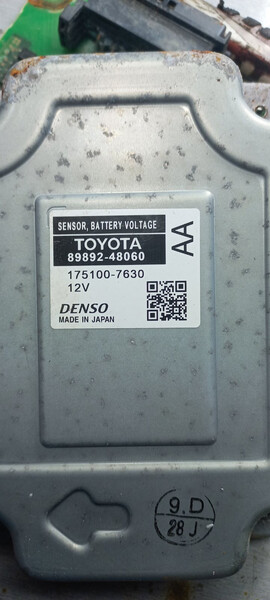 SENSOR, BATTERY VOLTAGE
TOYOTA
89892-48060
AA
175100-7630
12V
DENSO
MADE IN JAPAN
9.D
28 J